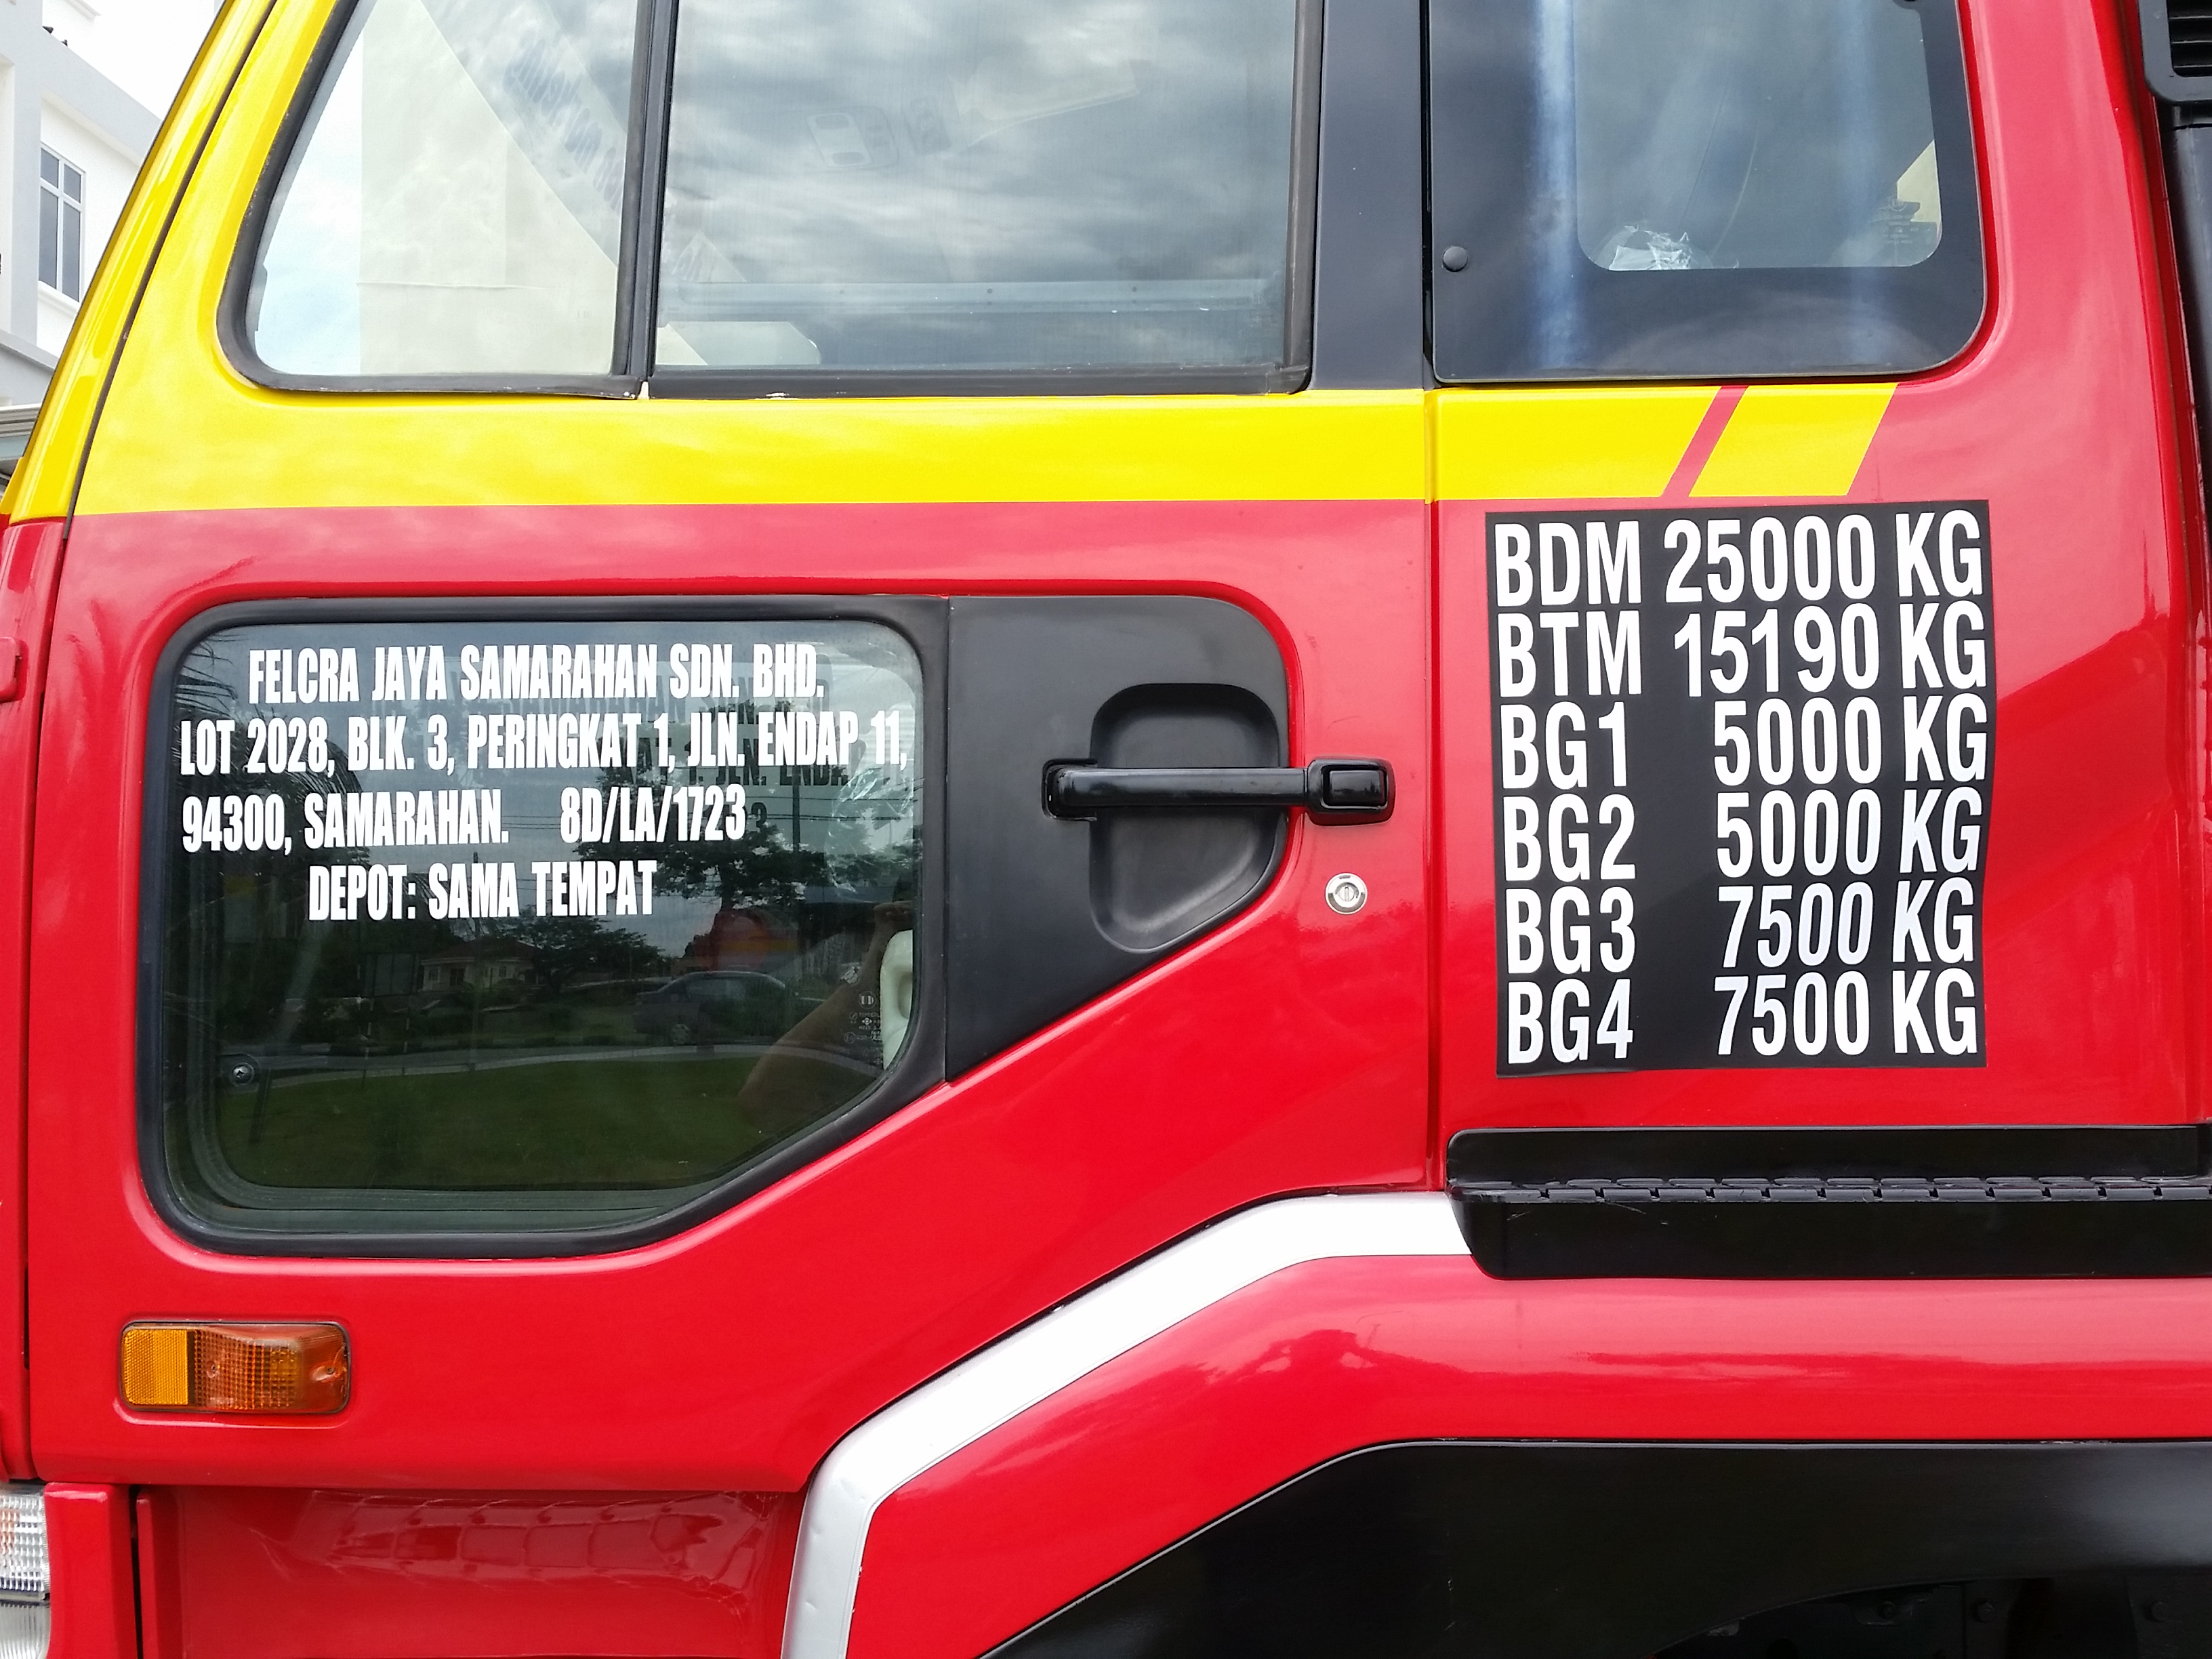 FELCRA JAYA SAMARAHAN SDN. BHD.
LOT 2028, BLK. 3, PERINGKAT 1, JLN. ENDAP 11,
94300, SAMARAHAN. 8D/LA/1723
DEPOT: SAMA TEMPAT
BDM 25000 KG
BTM 15190 KG
BG1 5000 KG
BG2 5000 KG
BG3 7500 KG
BG4 7500 KG